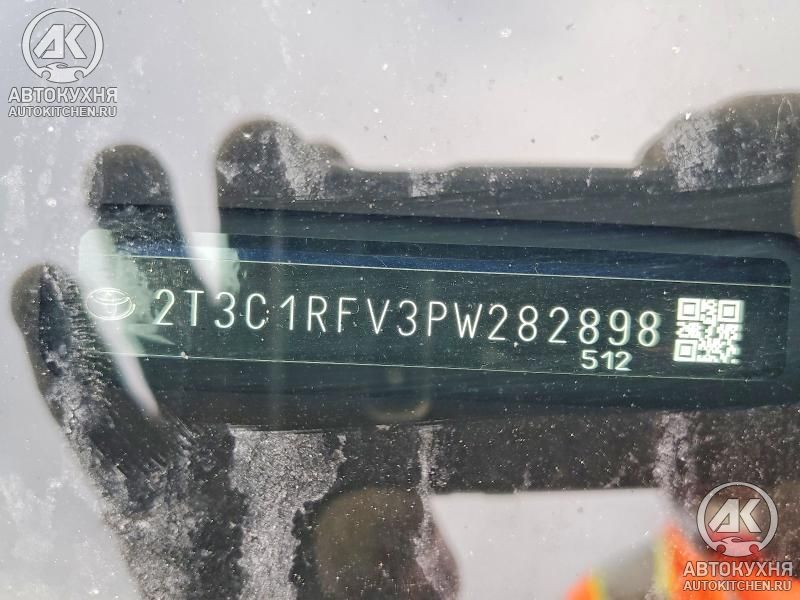 АК
АВТОКУХНЯ
AUTOKITCHEN.RU
2T3C1RFV3PW282898
512
АК
АВТОКУХНЯ
AUTOKITCHEN.RU